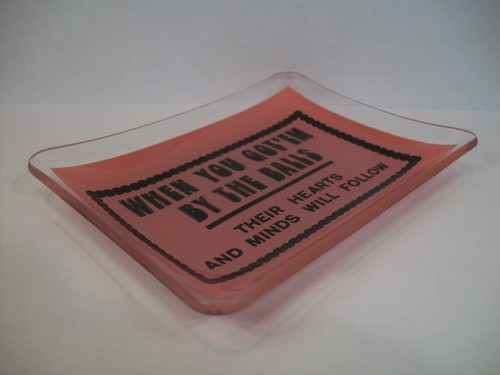 WHEN YOU GOT'EM
BY THE BALLS
THEIR HEARTS
AND MINDS WILL FOLLOW